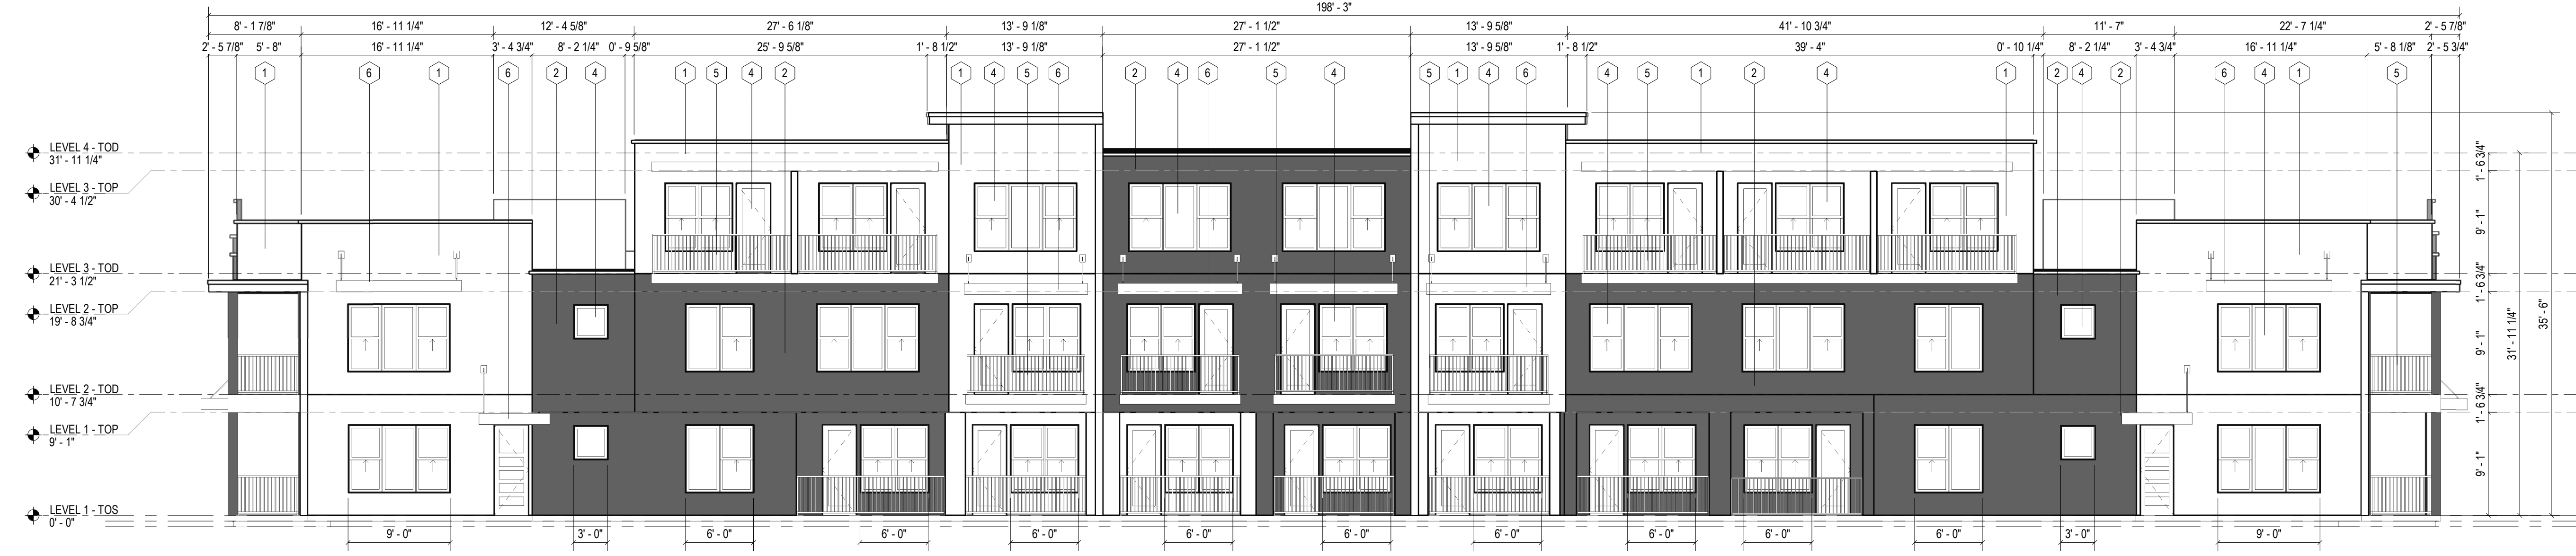 198' - 3"
8' - 1 7/8" 16' - 11 1/4" 12' - 4 5/8" 27' - 6 1/8" 13' - 9 1/8" 27' - 1 1/2" 13' - 9 5/8" 41' - 10 3/4" 11' - 7" 22' - 7 1/4" 2' - 5 7/8"
2' - 5 7/8" 5' - 8" 16' - 11 1/4" 3' - 4 3/4" 8' - 2 1/4" 0' - 9 5/8" 25' - 9 5/8" 1' - 8 1/2" 13' - 9 1/8" 27' - 1 1/2" 13' - 9 5/8" 1' - 8 1/2" 39' - 4" 0' - 10 1/4" 8' - 2 1/4" 3' - 4 3/4" 16' - 11 1/4" 5' - 8 1/8" 2' - 5 3/4"
1 6 1 6 2 4 1 5 4 2 1 4 5 6 2 4 6 5 4 5 1 4 6 4 5 1 2 4 1 2 4 2 6 4 1 5
LEVEL 4 - TOD
31' - 11 1/4"
LEVEL 3 - TOP
30' - 4 1/2"
LEVEL 3 - TOD
21' - 3 1/2"
LEVEL 2 - TOP
19' - 8 3/4"
LEVEL 2 - TOD
10' - 7 3/4"
LEVEL 1 - TOP
9' - 1"
LEVEL 1 - TOS
0' - 0"
1' - 6 3/4"
9' - 1"
1' - 6 3/4"
9' - 1"
1' - 6 3/4"
9' - 1"
31' - 11 1/4"
35' - 6"
9' - 0" 3' - 0" 6' - 0" 6' - 0" 6' - 0" 6' - 0" 6' - 0" 6' - 0" 6' - 0" 6' - 0" 6' - 0" 3' - 0" 9' - 0"